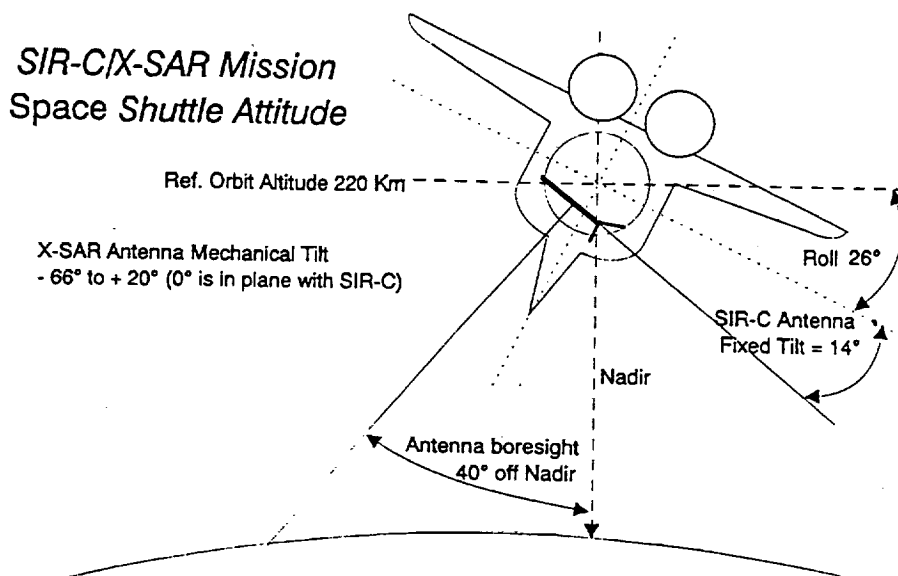 SIR-C/X-SAR Mission
Space Shuttle Attitude
Ref. Orbit Altitude 220 Km
X-SAR Antenna Mechanical Tilt
- 66° to + 20° (0° is in plane with SIR-C)
Roll 26°
SIR-C Antenna
Fixed Tilt = 14°
Nadir
Antenna boresight
40° off Nadir